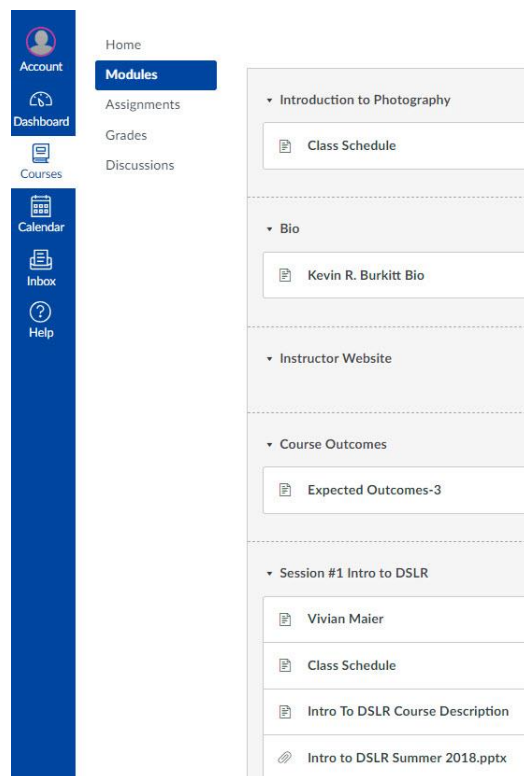 Account
Dashboard
Courses
Calendar
Inbox
Help
Home
Modules
Assignments
Grades
Discussions
Introduction to Photography
Class Schedule
Bio
Kevin R. Burkitt Bio
Instructor Website
Course Outcomes
Expected Outcomes-3
Session #1 Intro to DSLR
Vivian Maier
Class Schedule
Intro To DSLR Course Description
Intro to DSLR Summer 2018.pptx